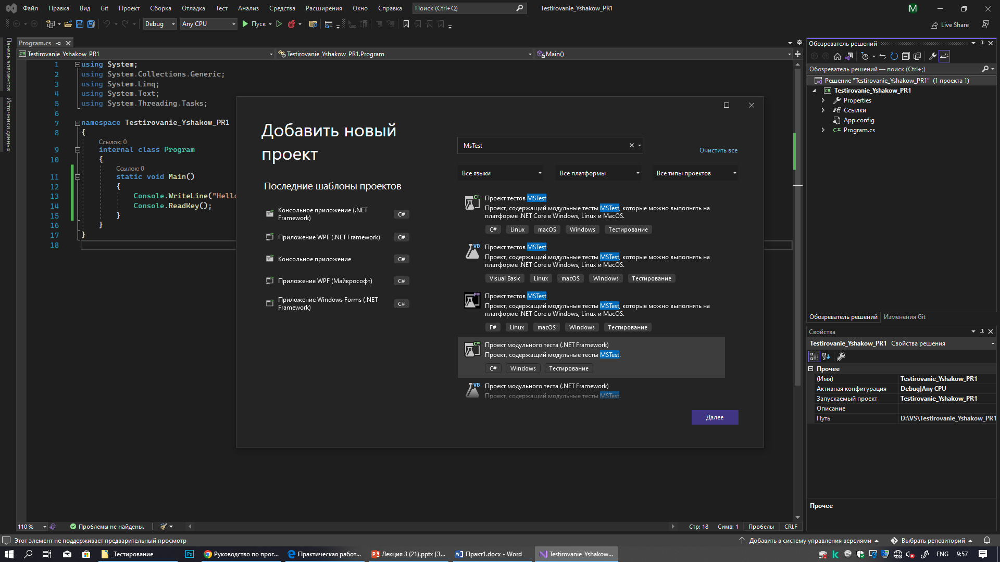 Файл Правка Вид Git Проект Сборка Отладка Тест Анализ Средства Расширения Окно Справка Поиск (Ctrl+Q) Testirovanie_Yshakow_PR1 M
Debug Any CPU Пуск Live Share
Панель элементов
Источники данных
Program.cs
Testirovanie_Yshakow_PR1 Testirovanie_Yshakow_PR1.Program Main()
1 using System;
2 using System.Collections.Generic;
3 using System.Linq;
4 using System.Text;
5 using System.Threading.Tasks;
6
7 namespace Testirovanie_Yshakow_PR1
8 {
Ссылок: 0
9 internal class Program
10 {
Ссылок: 0
11 static void Main()
12 {
13 Console.WriteLine("Hello
14 Console.ReadKey();
15 }
16 }
17 }
18
Добавить новый
проект
Последние шаблоны проектов
Консольное приложение (.NET
Framework)
C#
Приложение WPF (.NET Framework) C#
Консольное приложение C#
Приложение WPF (Майкрософт) C#
Приложение Windows Forms (.NET
Framework)
C#
MsTest
Очистить все
Все языки Все платформы Все типы проектов
Проект тестов MSTest
Проект, содержащий модульные тесты MSTest, которые можно выполнять на
платформе .NET Core в Windows, Linux и MacOS.
C# Linux macOS Windows Тестирование
Проект тестов MSTest
Проект, содержащий модульные тесты MSTest, которые можно выполнять на
платформе .NET Core в Windows, Linux и MacOS.
Visual Basic Linux macOS Windows Тестирование
Проект тестов MSTest
Проект, содержащий модульные тесты MSTest, которые можно выполнять на
платформе .NET Core в Windows, Linux и MacOS.
F# Linux macOS Windows Тестирование
Проект модульного теста (.NET Framework)
Проект, содержащий модульные тесты MSTest.
C# Windows Тестирование
Проект модульного теста (.NET Framework)
Проект, содержащий модульные тесты MSTest.
Далее
Обозреватель решений
Обозреватель решений — поиск (Ctrl+;)
Решение "Testirovanie_Yshakow_PR1" (1 проекта 1)
Testirovanie_Yshakow_PR1
Properties
Ссылки
App.config
Program.cs
Обозреватель решений Изменения Git
Свойства
Testirovanie_Yshakow_PR1 Свойства решения
Прочее
(Имя) Testirovanie_Yshakow_PR1
Активная конфигурация Debug|Any CPU
Запускаемый проект Testirovanie_Yshakow_PR1
Описание
Путь D:\VS\Testirovanie_Yshakow_PR1
Прочее
110 % Проблемы не найдены. Стр: 18 Симв: 1 Пробелы CRLF
Этот элемент не поддерживает предварительный просмотр Добавить в систему управления версиями Выбрать репозиторий
_Тестирование Ps Руководство по прог... Практическая работ... Лекция 3 (21).pptx [З... Практ1.docx - Word Testirovanie_Yshakow... ENG 9:57